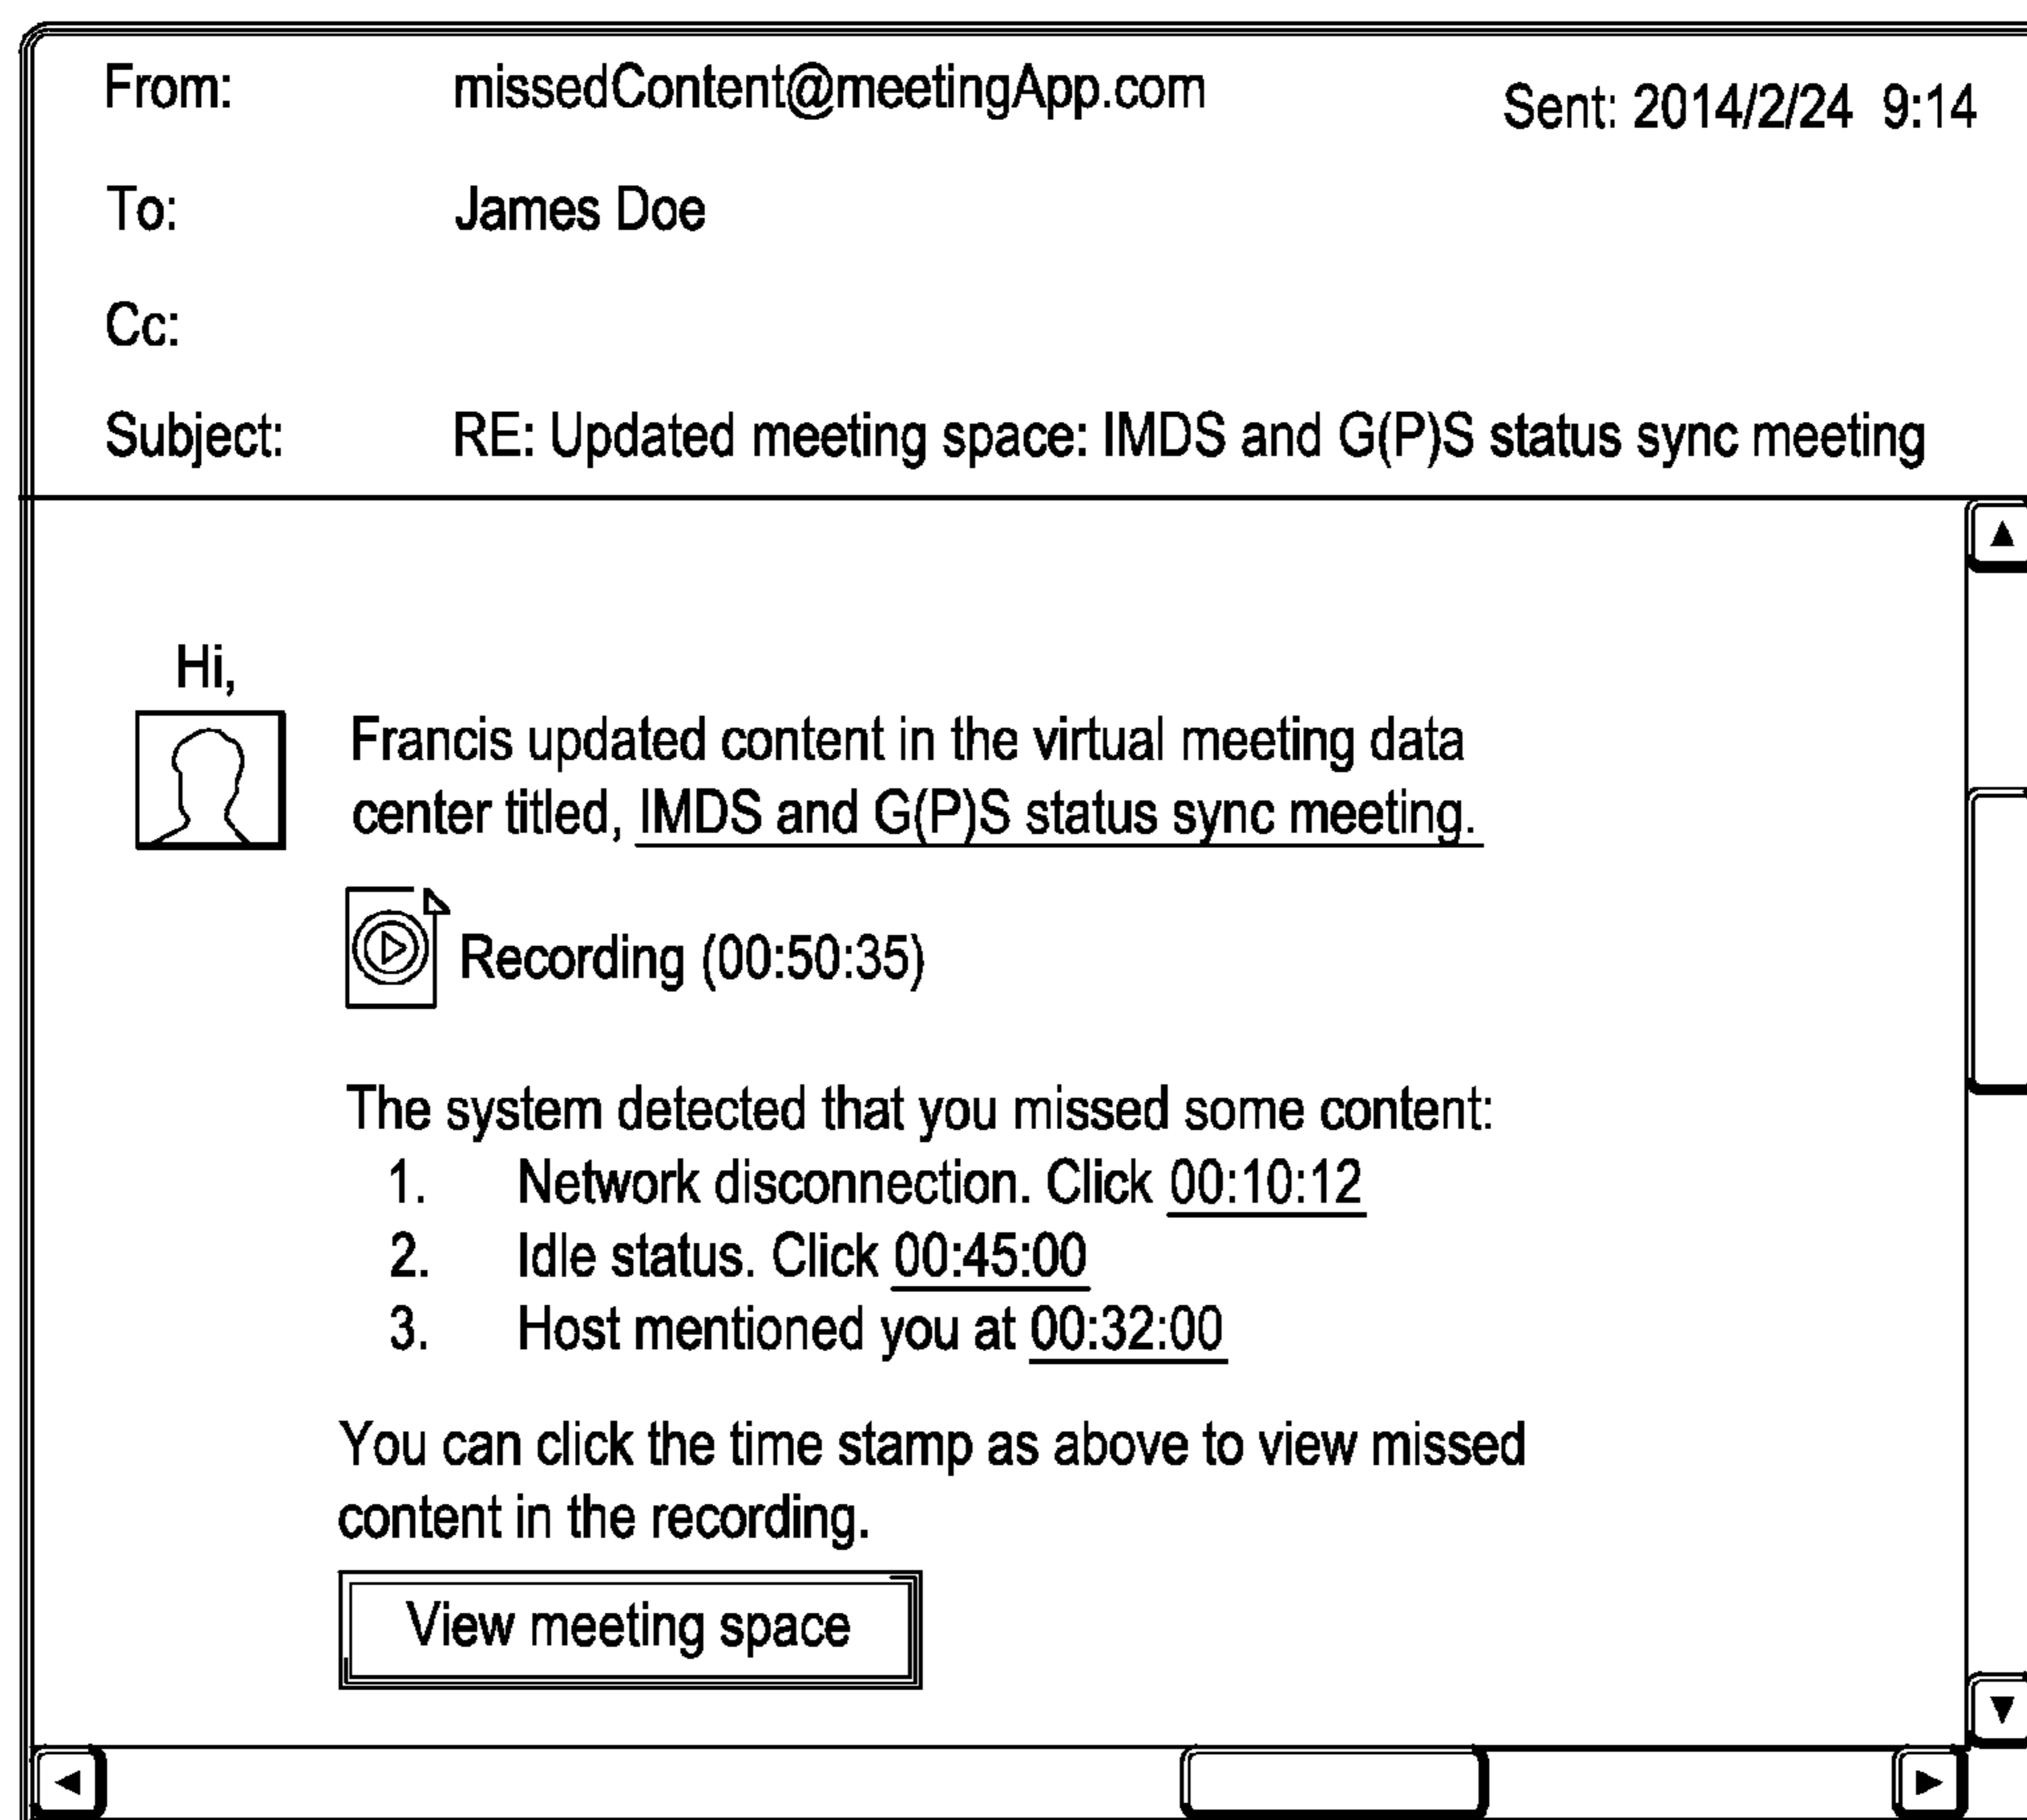 From: missedContent@meetingApp.com Sent: 2014/2/24 9:14
To: James Doe
Cc:
Subject: RE: Updated meeting space: IMDS and G(P)S status sync meeting
Hi,
Francis updated content in the virtual meeting data
center titled, IMDS and G(P)S status sync meeting.
Recording (00:50:35)
The system detected that you missed some content:
1. Network disconnection. Click 00:10:12
2. Idle status. Click 00:45:00
3. Host mentioned you at 00:32:00
You can click the time stamp as above to view missed
content in the recording.
View meeting space